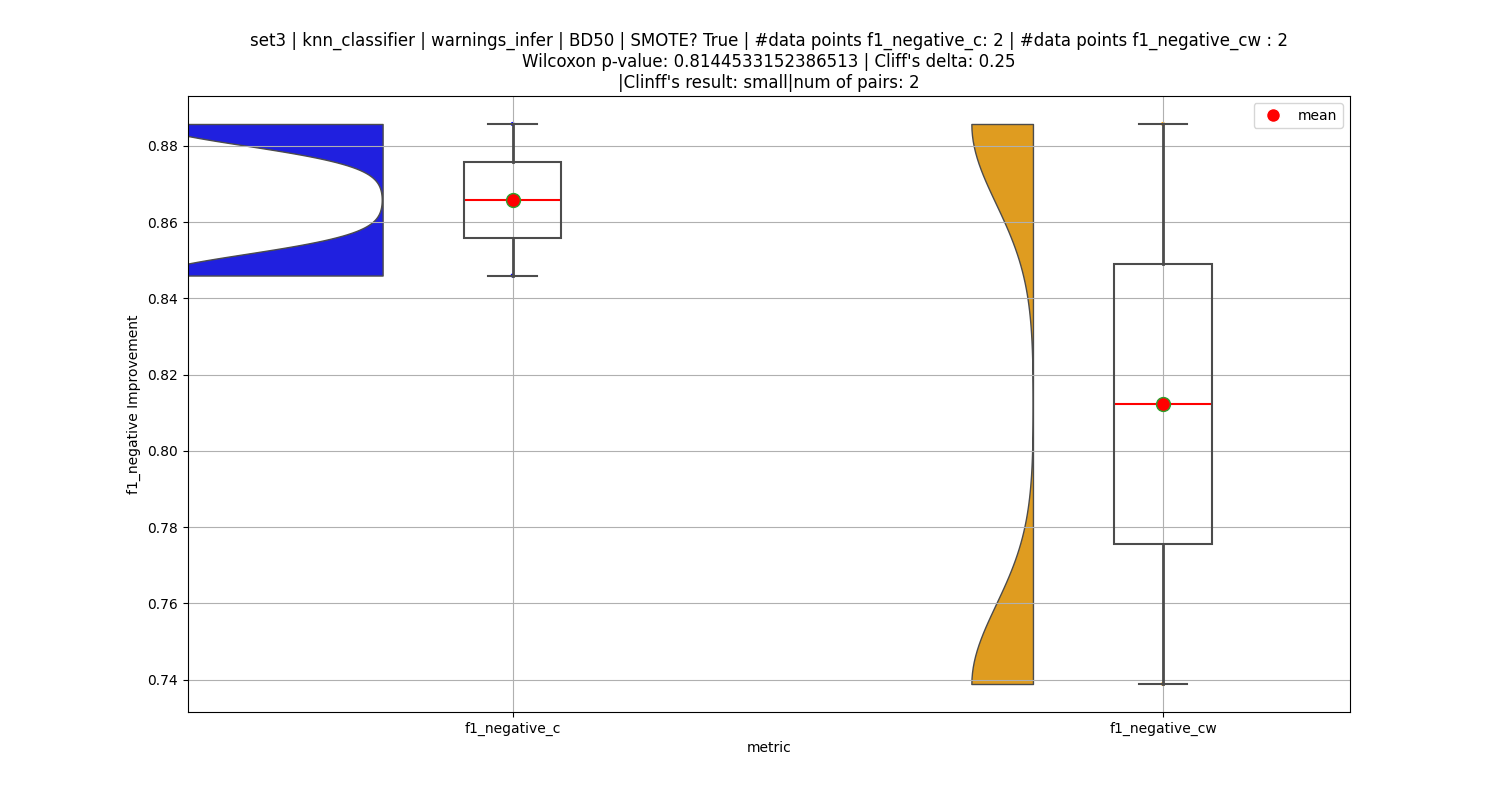 set3 | knn_classifier | warnings_infer | BD50 | SMOTE? True | #data points f1_negative_c: 2 | #data points f1_negative_cw : 2
Wilcoxon p-value: 0.8144533152386513 | Cliff's delta: 0.25
|Clinff's result: small|num of pairs: 2
mean
0.88
0.86
0.84
0.82
0.80
0.78
0.76
0.74
f1_negative Improvement
f1_negative_c
f1_negative_cw
metric